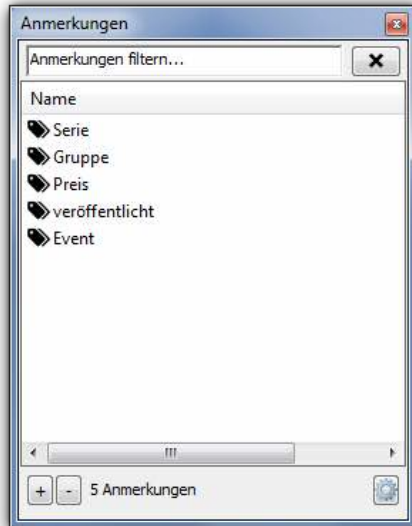 Anmerkungen
Anmerkungen filtern...
Name
Serie
Gruppe
Preis
veröffentlicht
Event
+ - 5 Anmerkungen